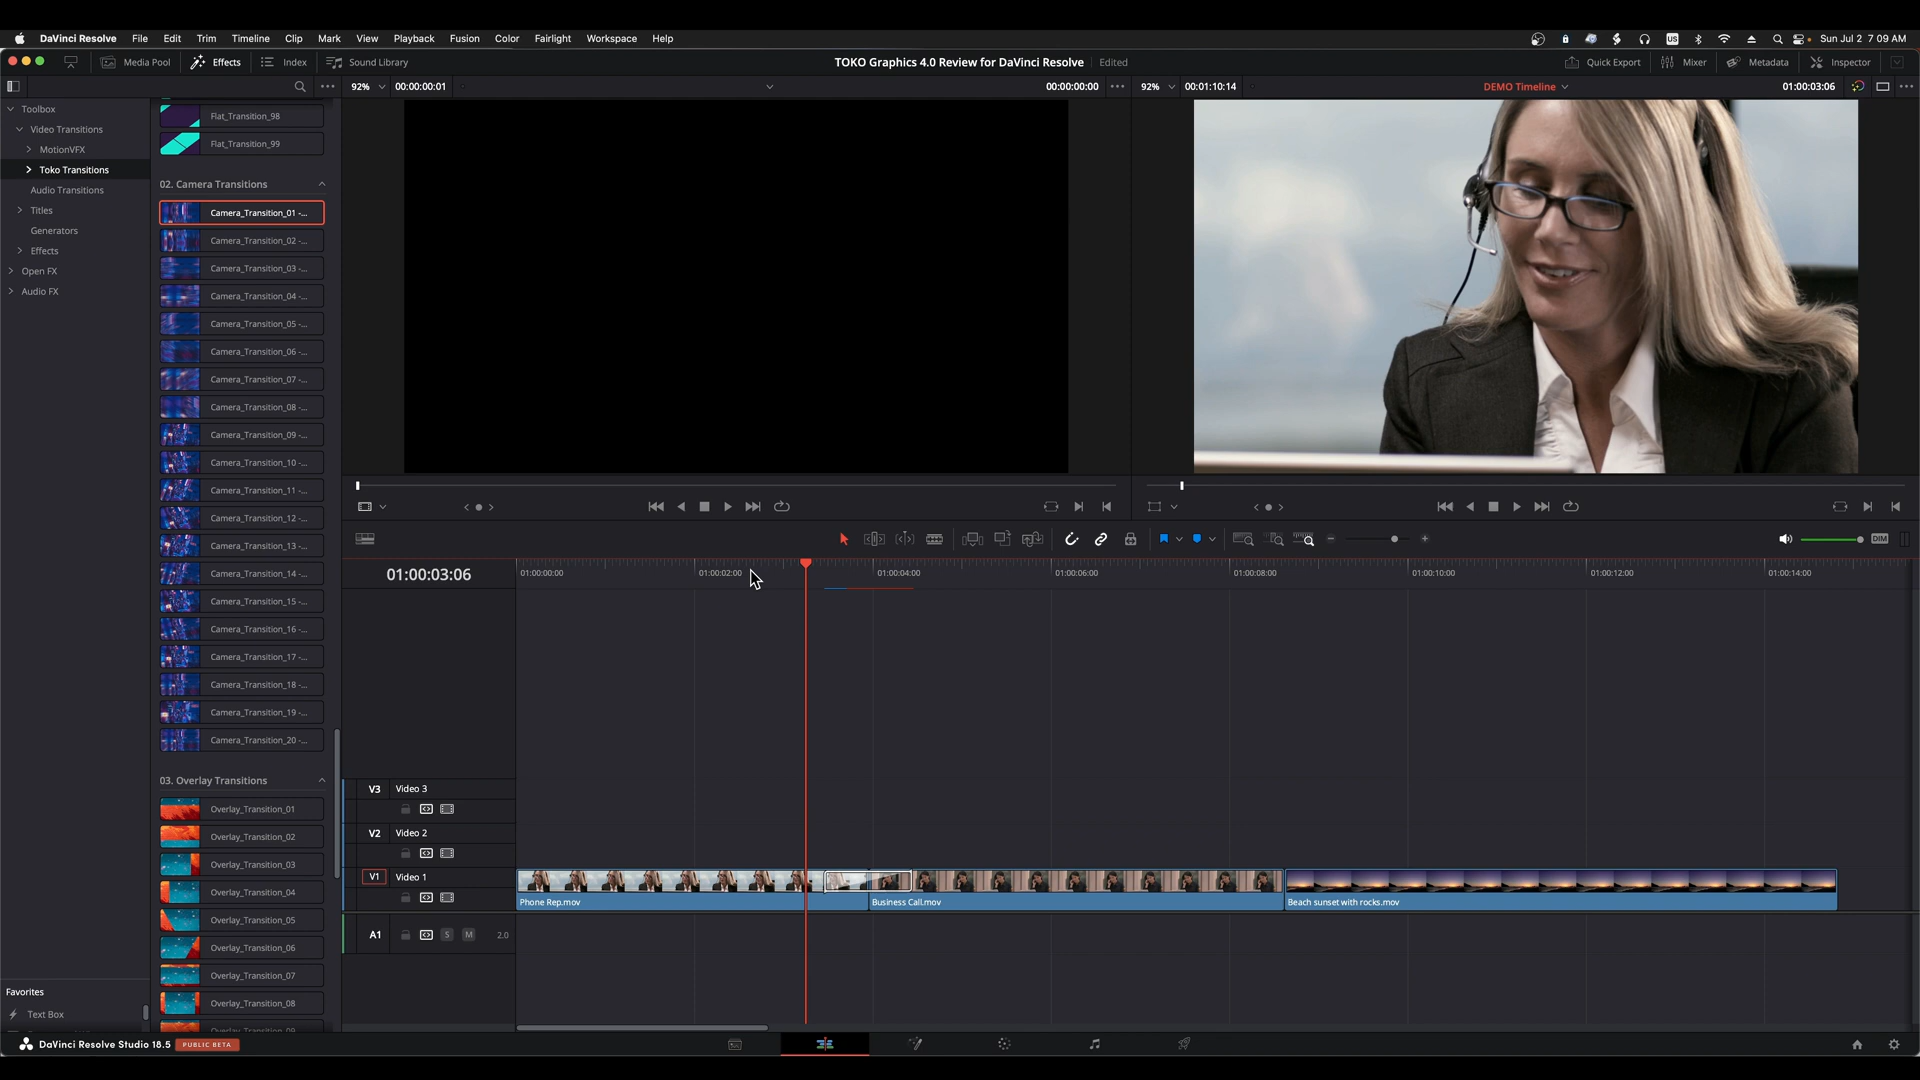 DaVinci Resolve File Edit Trim Timeline Clip Mark View Playback Fusion Color Fairlight Workspace Help
US Sun Jul 2 7 09 AM
Media Pool Effects Index Sound Library
TOKO Graphics 4.0 Review for DaVinci Resolve Edited
Quick Export Mixer Metadata Inspector
92% 00:00:00:01 00:00:00:00
92% 00:01:10:14 DEMO Timeline 01:00:03:06
Toolbox
Video Transitions
MotionVFX
Toko Transitions
Audio Transitions
Titles
Generators
Effects
Open FX
Audio FX
Favorites
Text Box
Flat_Transition_98
Flat_Transition_99
02. Camera Transitions
Camera_Transition_01 -...
Camera_Transition_02 -...
Camera_Transition_03 -...
Camera_Transition_04 -...
Camera_Transition_05 -...
Camera_Transition_06 -...
Camera_Transition_07 -...
Camera_Transition_08 -...
Camera_Transition_09 -...
Camera_Transition_10 -...
Camera_Transition_11 -...
Camera_Transition_12 -...
Camera_Transition_13 -...
Camera_Transition_14 -...
Camera_Transition_15 -...
Camera_Transition_16 -...
Camera_Transition_17 -...
Camera_Transition_18 -...
Camera_Transition_19 -...
Camera_Transition_20 -...
03. Overlay Transitions
Overlay_Transition_01
Overlay_Transition_02
Overlay_Transition_03
Overlay_Transition_04
Overlay_Transition_05
Overlay_Transition_06
Overlay_Transition_07
Overlay_Transition_08
Overlay_Transition_09
DIM
01:00:03:06
01:00:00:00 01:00:02:00 01:00:04:00 01:00:06:00 01:00:08:00 01:00:10:00 01:00:12:00 01:00:14:00
V3 Video 3
V2 Video 2
V1 Video 1
Phone Rep.mov Business Call.mov Beach sunset with rocks.mov
A1 S M 2.0
DaVinci Resolve Studio 18.5 PUBLIC BETA